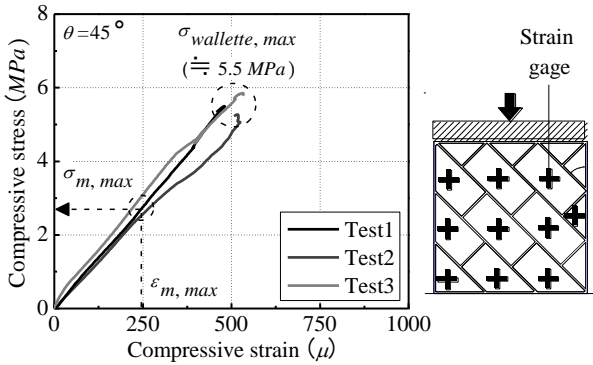 8
θ=45°
σwallette, max
(≒ 5.5 MPa)
6
4
2
0
Compressive stress (MPa)
σm, max
εm, max
Test1
Test2
Test3
0 250 500 750 1000
Compressive strain (μ)
Strain
gage